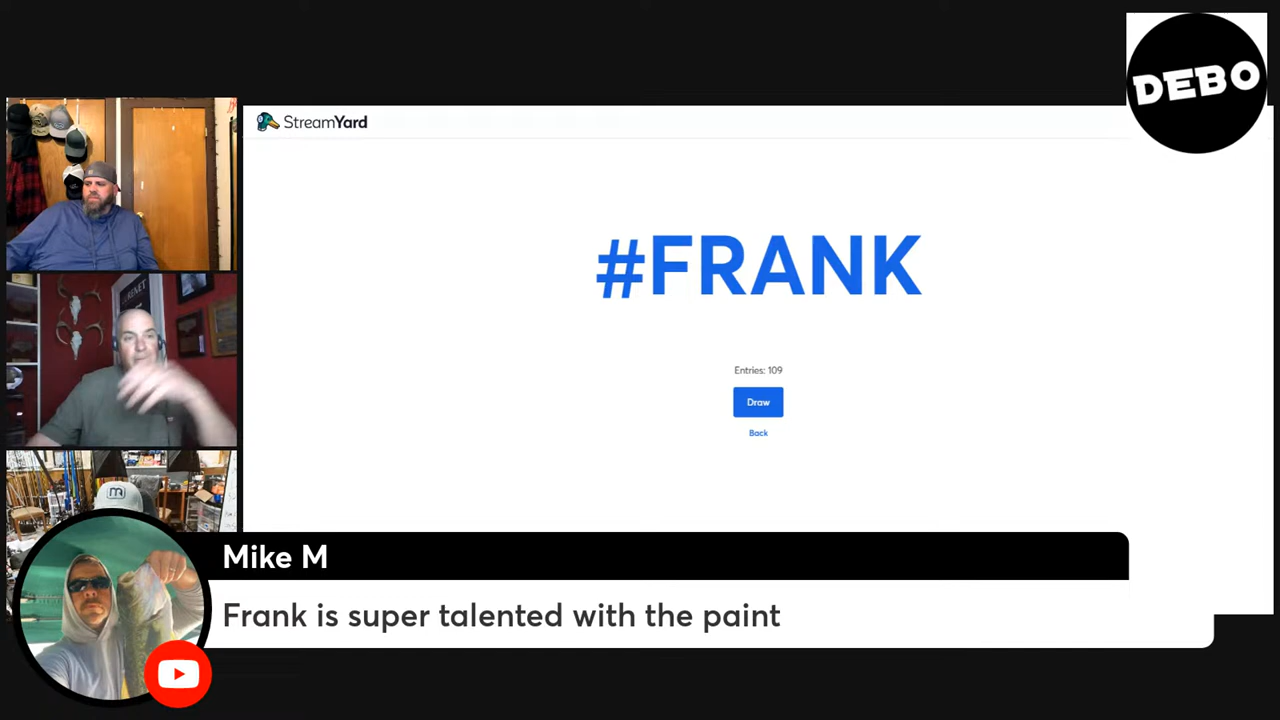 DEBO
StreamYard
#FRANK
Entries: 109
Draw
Back
Mike M
Frank is super talented with the paint